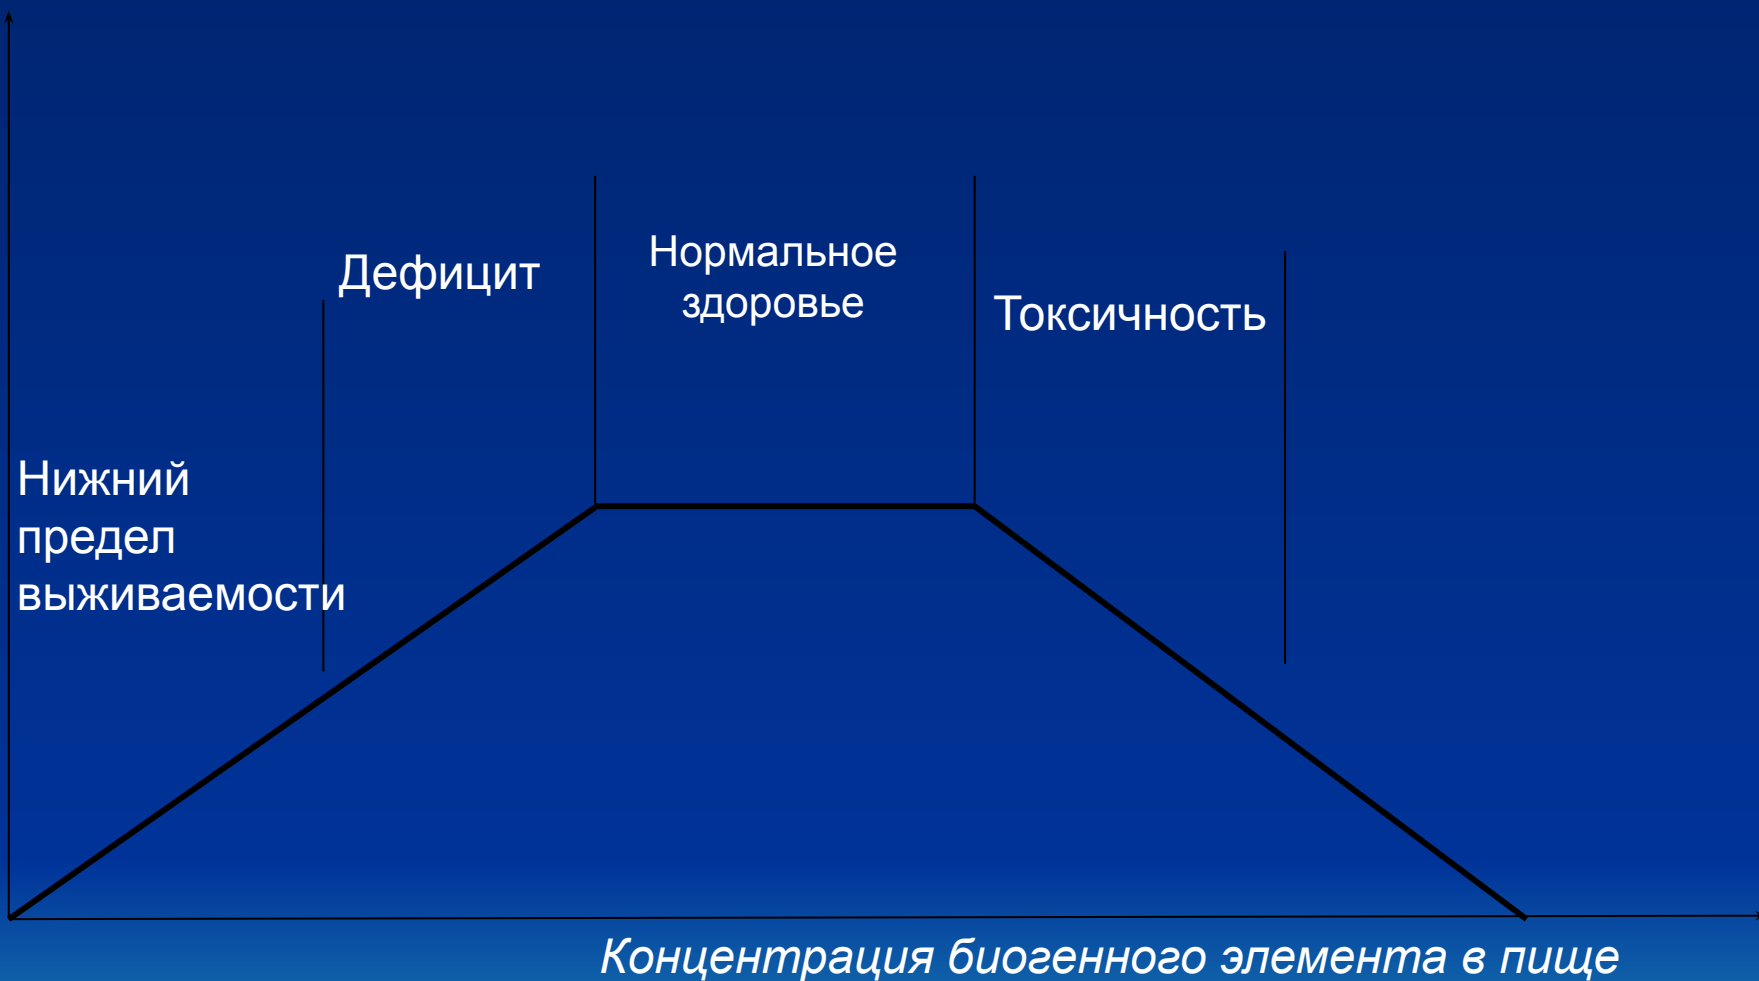 Дефицит
Нормальное
здоровье
Токсичность
Нижний
предел
выживаемости
Концентрация биогенного элемента в пище